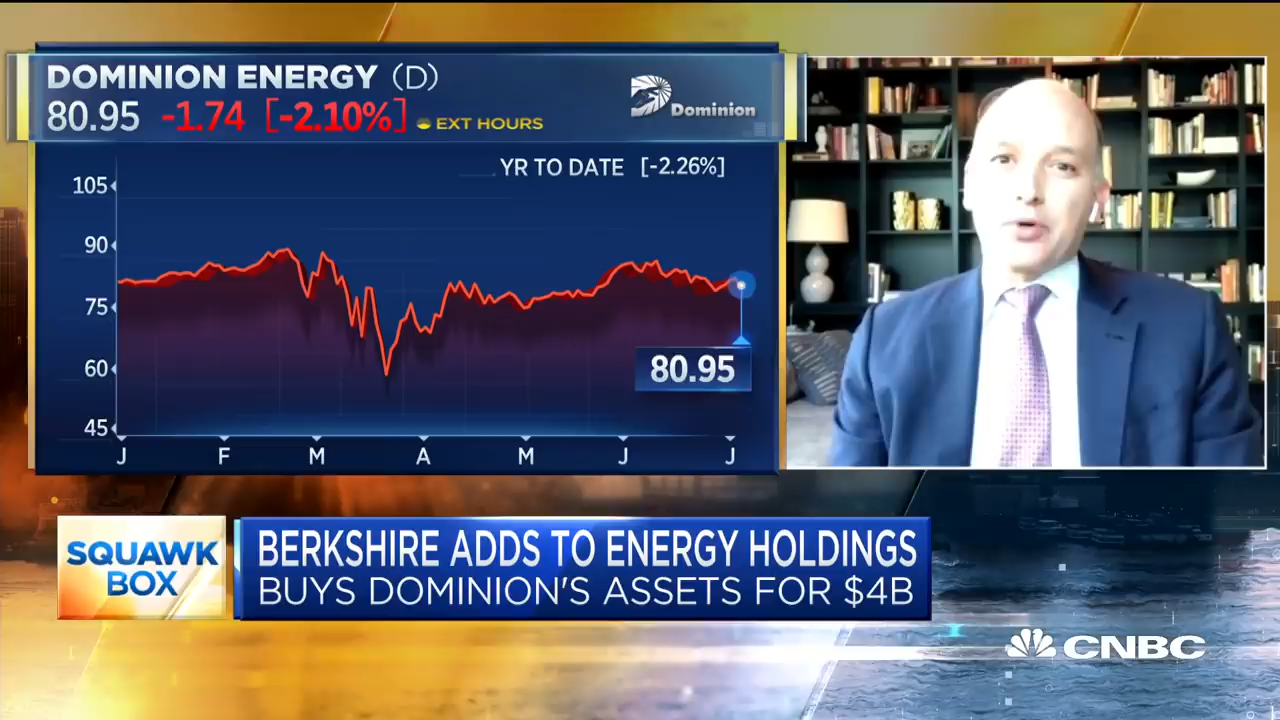 DOMINION ENERGY (D)
80.95 -1.74 [-2.10%] EXT HOURS
Dominion
YR TO DATE [-2.26%]
105
90
75
60
45
J F M A M J J
80.95
SQUAWK
BOX
BERKSHIRE ADDS TO ENERGY HOLDINGS
BUYS DOMINION'S ASSETS FOR $4B
CNBC